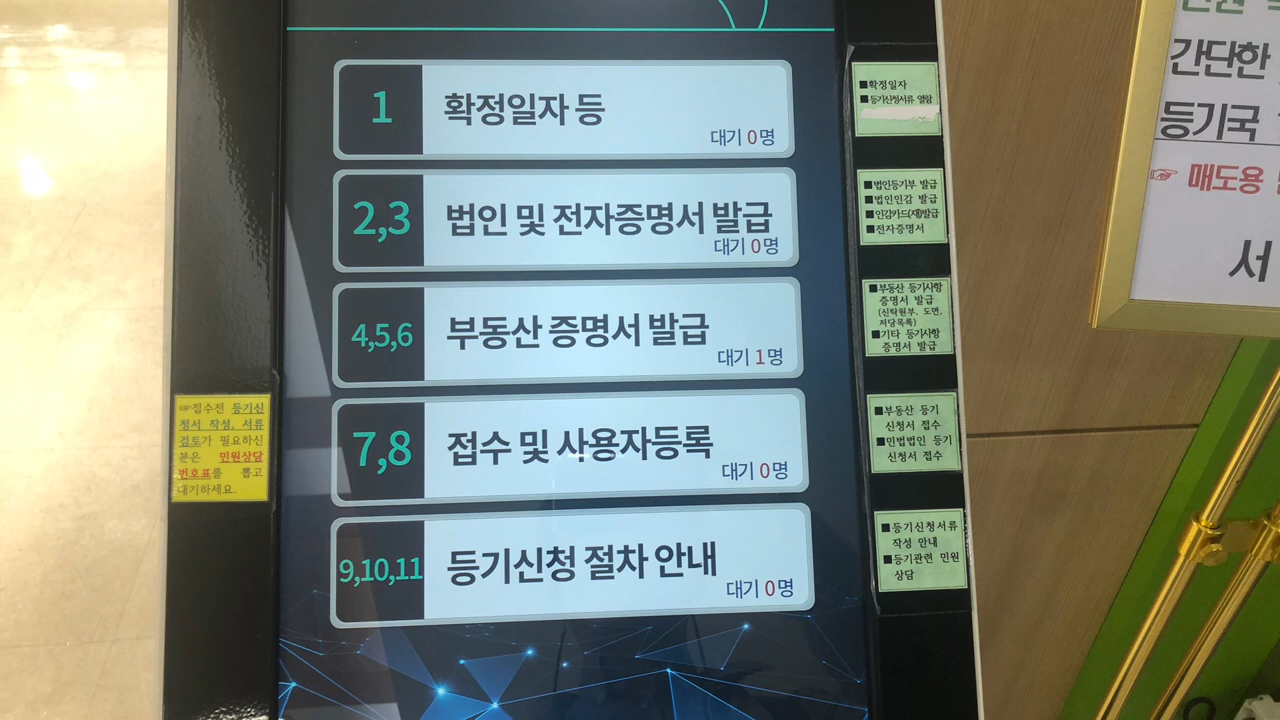 1
확정일자 등
대기 0명
2,3
법인 및 전자증명서 발급
대기 0명
4,5,6
부동산 증명서 발급
대기 1명
7,8
접수 및 사용자등록
대기 0명
9,10,11
등기신청 절차 안내
대기 0명
☞접수전 등기신
청서 작성, 서류
검토가 필요하신
분은 민원상담
번호표를 뽑고
대기하세요.
■확정일자
■등기신청서류 열람
■법인등기부 발급
■법인인감 발급
■인감카드(재)발급
■전자증명서
■부동산 등기사항
증명서 발급
(신탁원부, 도면,
저당목록)
■기타 등기사항
증명서 발급
■부동산 등기
신청서 접수
■민법법인 등기
신청서 접수
■등기신청서류
작성 안내
■등기관련 민원
상담
간단한
등기국
☞ 매도용
서